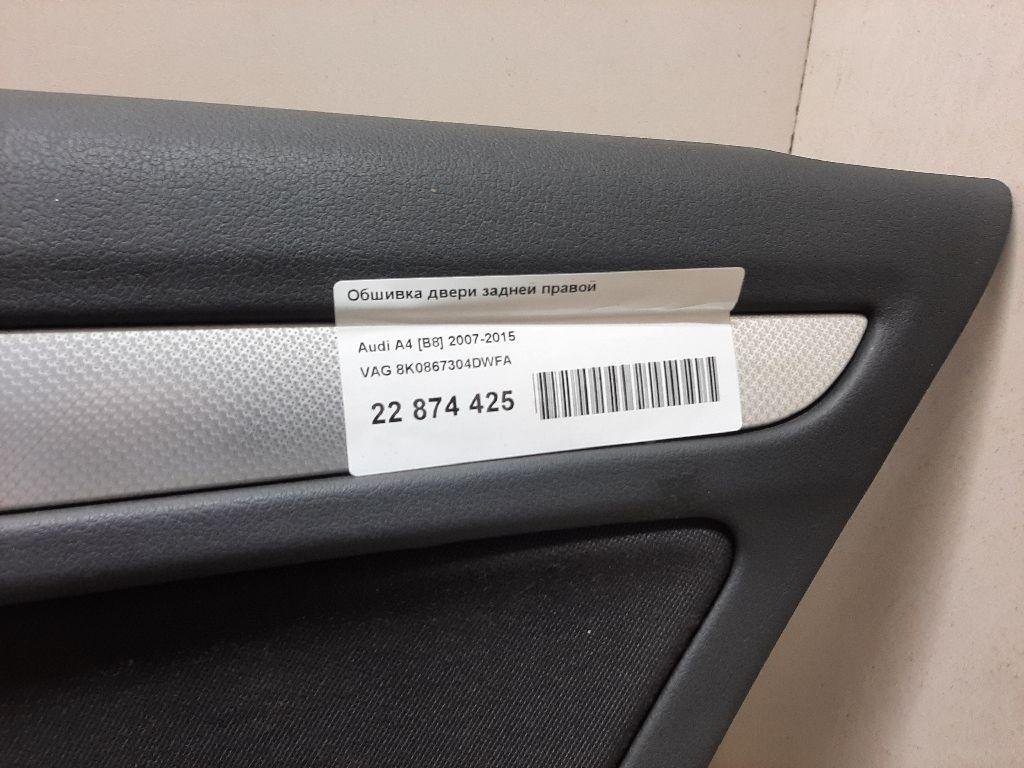 Обшивка двери задней правой
Audi A4 [B8] 2007-2015
VAG 8K0867304DWFA
22 874 425